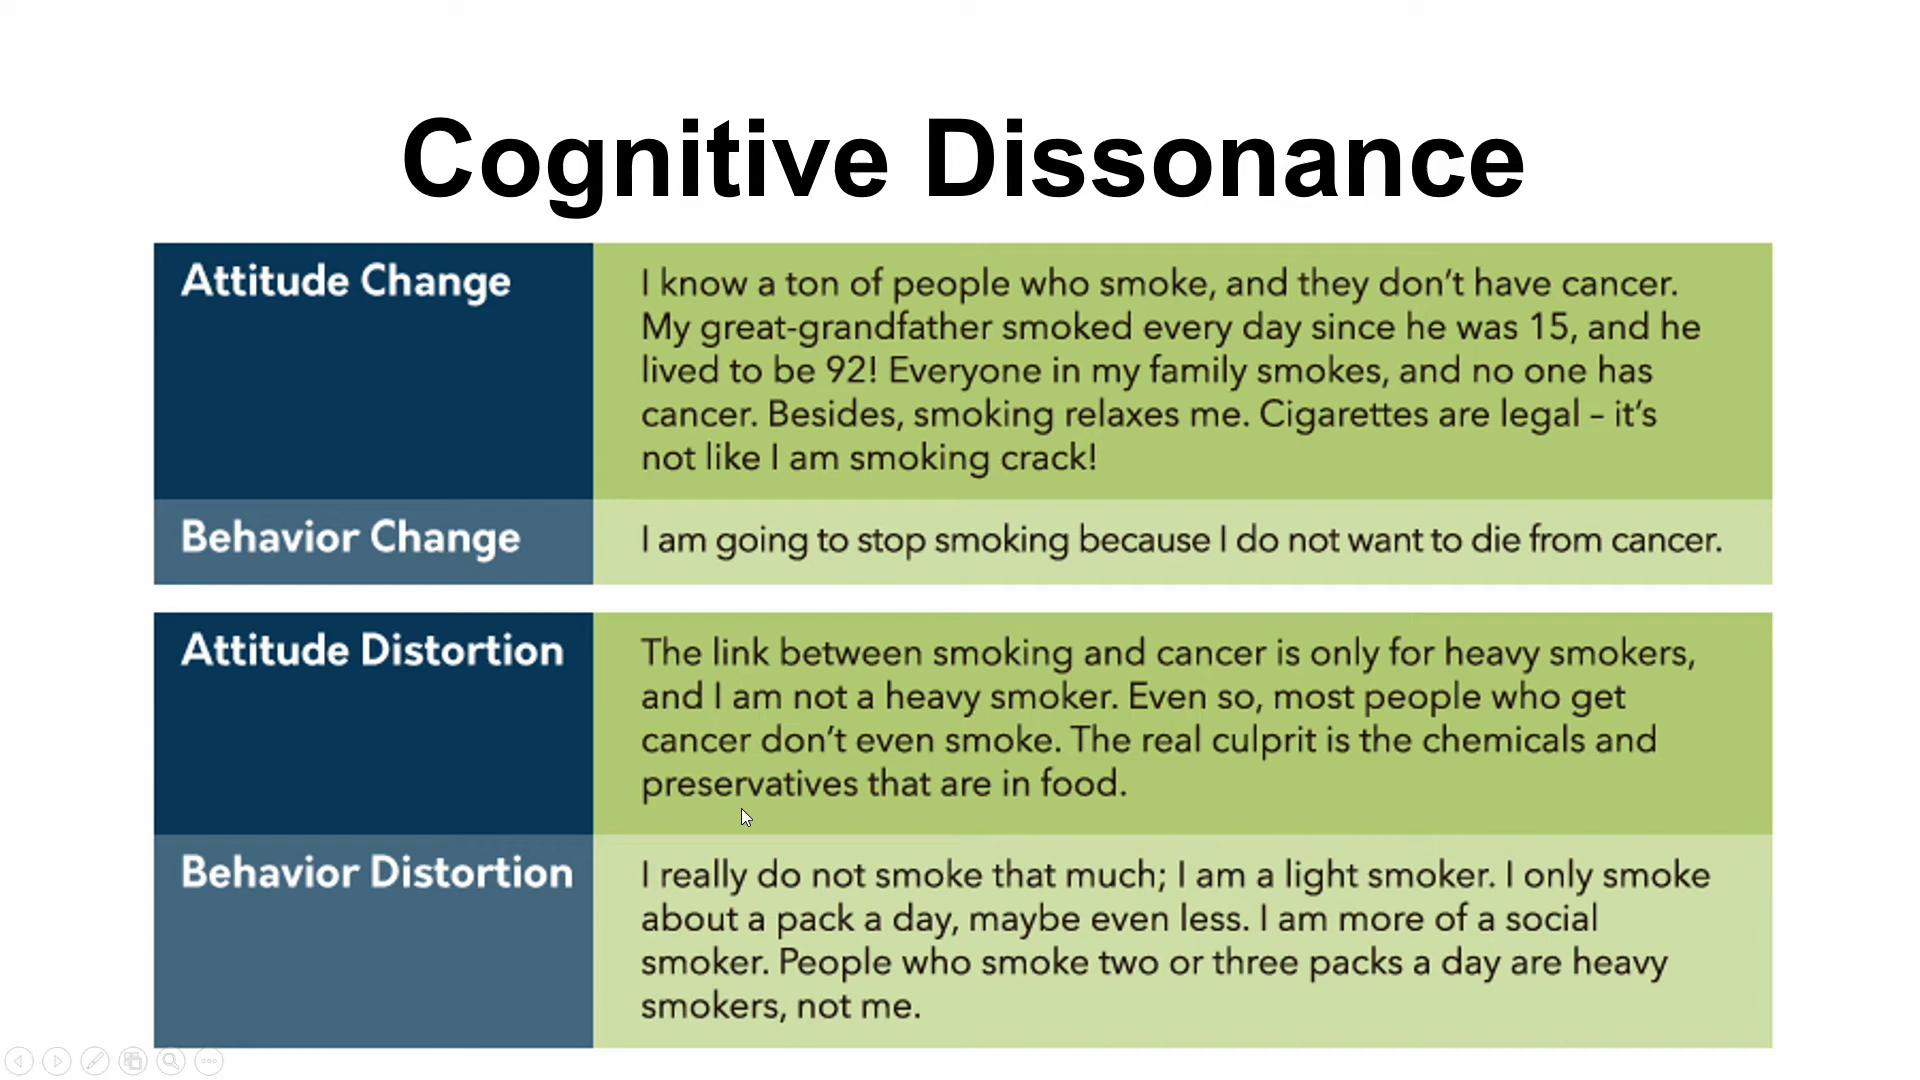 Cognitive Dissonance
Attitude Change
I know a ton of people who smoke, and they don’t have cancer.
My great-grandfather smoked every day since he was 15, and he
lived to be 92! Everyone in my family smokes, and no one has
cancer. Besides, smoking relaxes me. Cigarettes are legal – it’s
not like I am smoking crack!
Behavior Change
I am going to stop smoking because I do not want to die from cancer.
Attitude Distortion
The link between smoking and cancer is only for heavy smokers,
and I am not a heavy smoker. Even so, most people who get
cancer don’t even smoke. The real culprit is the chemicals and
preservatives that are in food.
Behavior Distortion
I really do not smoke that much; I am a light smoker. I only smoke
about a pack a day, maybe even less. I am more of a social
smoker. People who smoke two or three packs a day are heavy
smokers, not me.